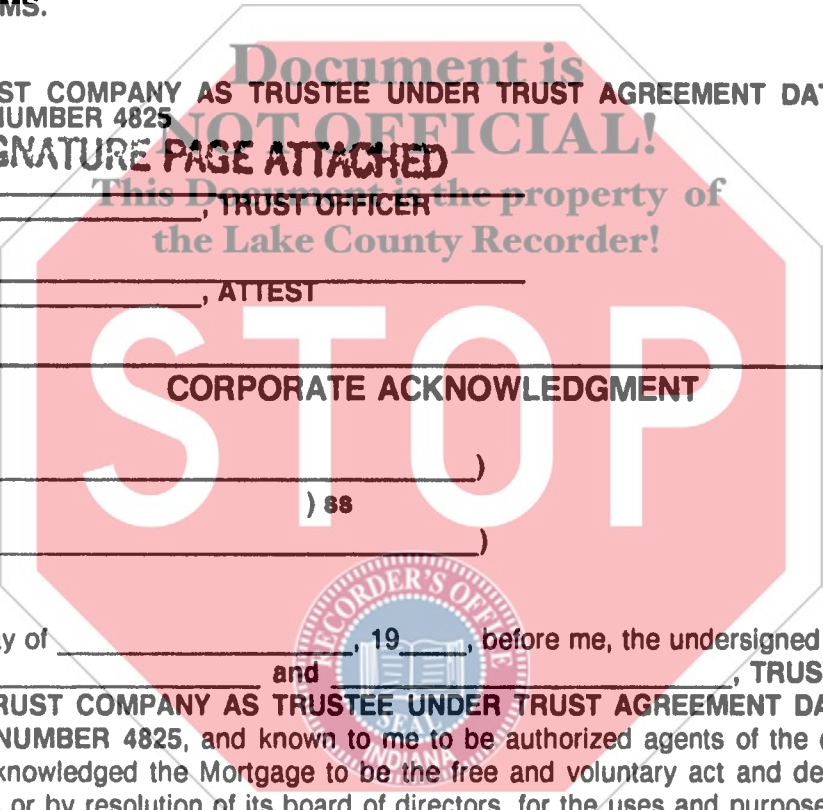 MS.
Document is
ST COMPANY AS TRUSTEE UNDER TRUST AGREEMENT DAT
NUMBER 4825
NOT OFFICIAL!
GNATURE PAGE ATTACHED
This Document is the property of
, TRUST OFFICER
the Lake County Recorder!
, ATTEST
STOP
CORPORATE ACKNOWLEDGMENT
)
) ss
)
RECORDER'S OFFICE
SEAL
INDIANA
y of , 19 , before me, the undersigned
and , TRUS
RUST COMPANY AS TRUSTEE UNDER TRUST AGREEMENT DA
NUMBER 4825, and known to me to be authorized agents of the c
knowledged the Mortgage to be the free and voluntary act and de
or by resolution of its board of directors, for the uses and purpose